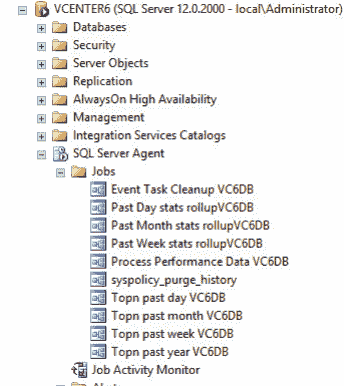 VCENTER6 (SQL Server 12.0.2000 - local\Administrator)
Databases
Security
Server Objects
Replication
AlwaysOn High Availability
Management
Integration Services Catalogs
SQL Server Agent
Jobs
Event Task Cleanup VC6DB
Past Day stats rollupVC6DB
Past Month stats rollupVC6DB
Past Week stats rollupVC6DB
Process Performance Data VC6DB
syspolicy_purge_history
Topn past day VC6DB
Topn past month VC6DB
Topn past week VC6DB
Topn past year VC6DB
Job Activity Monitor